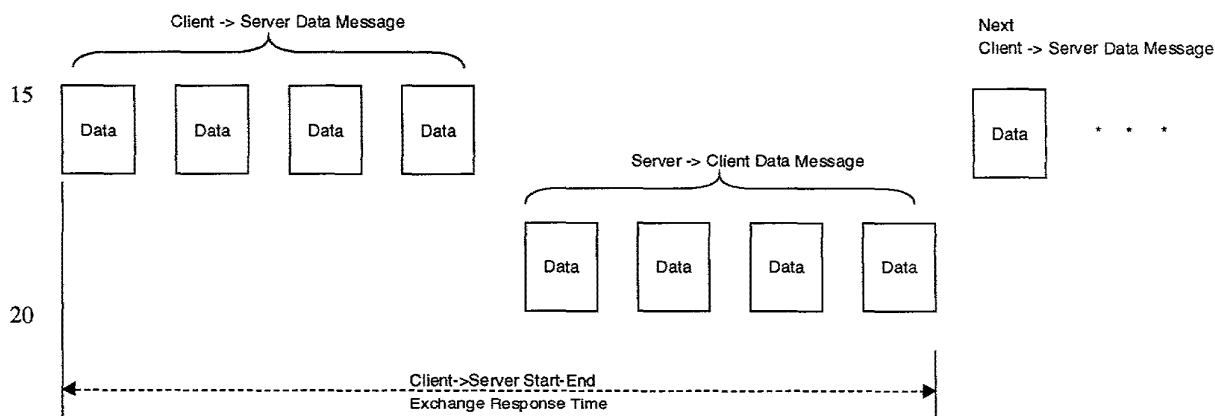 Client -> Server Data Message
Next
Client -> Server Data Message
15
Data Data Data Data
Data * * *
Server -> Client Data Message
Data Data Data Data
20
Client->Server Start-End
Exchange Response Time